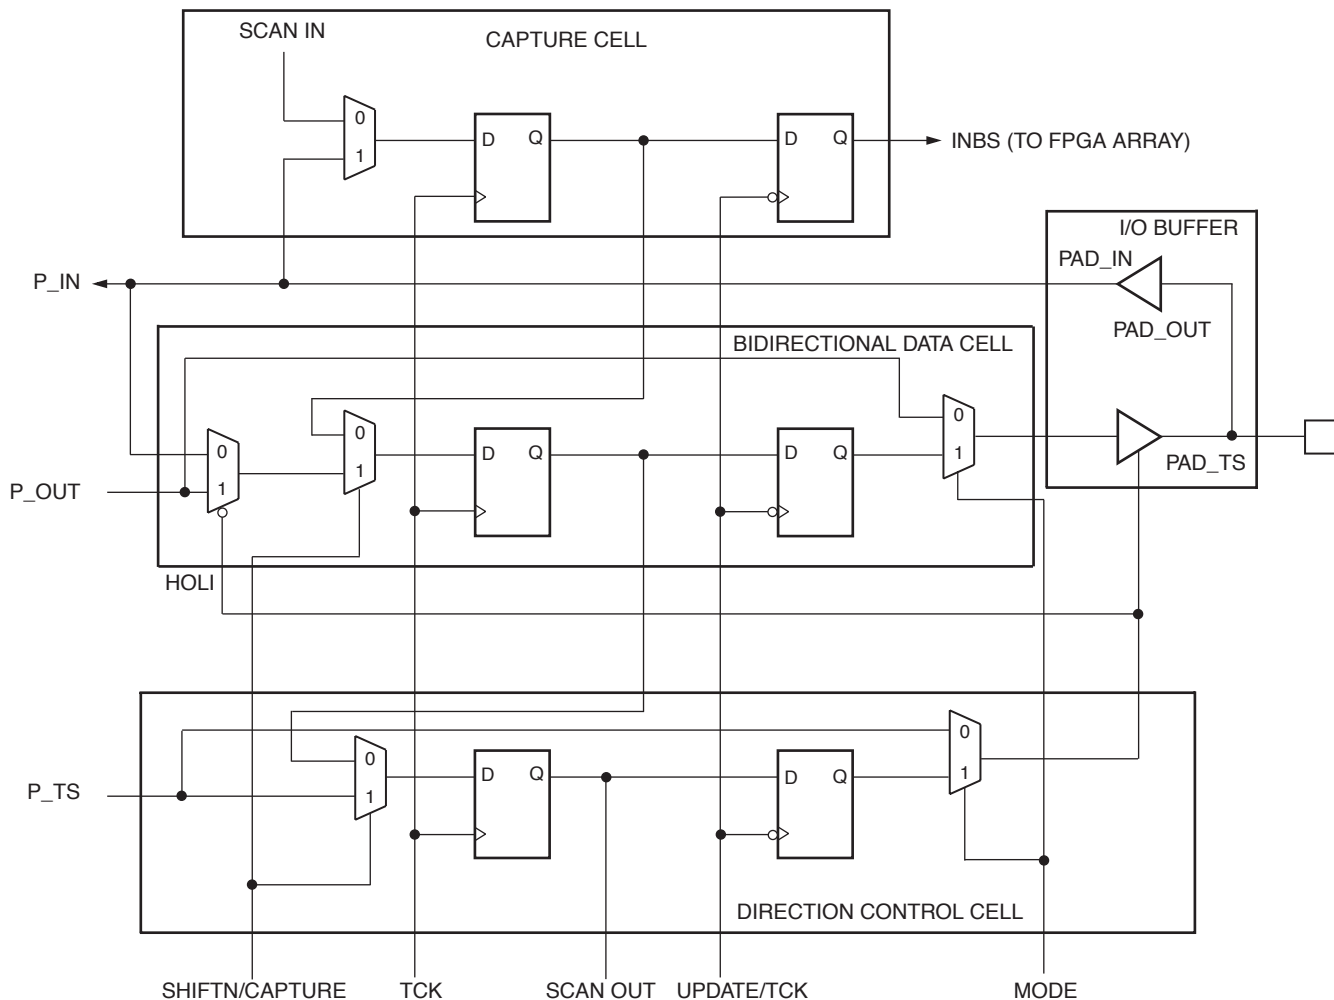 SCAN IN
CAPTURE CELL
0
1
D Q
D Q
INBS (TO FPGA ARRAY)
I/O BUFFER
PAD_IN
P_IN
PAD_OUT
BIDIRECTIONAL DATA CELL
0
1
0
1
D Q
D Q
0
1
PAD_TS
P_OUT
HOLI
0
1
D Q
D Q
0
1
P_TS
DIRECTION CONTROL CELL
SHIFTN/CAPTURE
TCK
SCAN OUT
UPDATE/TCK
MODE